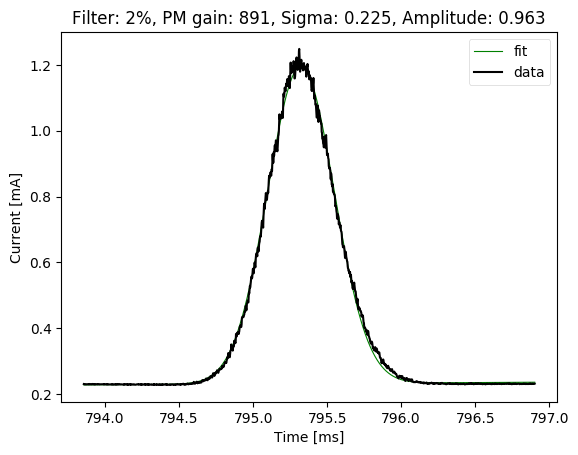 Filter: 2%, PM gain: 891, Sigma: 0.225, Amplitude: 0.963
fit
data
1.2
1.0
0.8
0.6
0.4
0.2
Current [mA]
794.0 794.5 795.0 795.5 796.0 796.5 797.0
Time [ms]